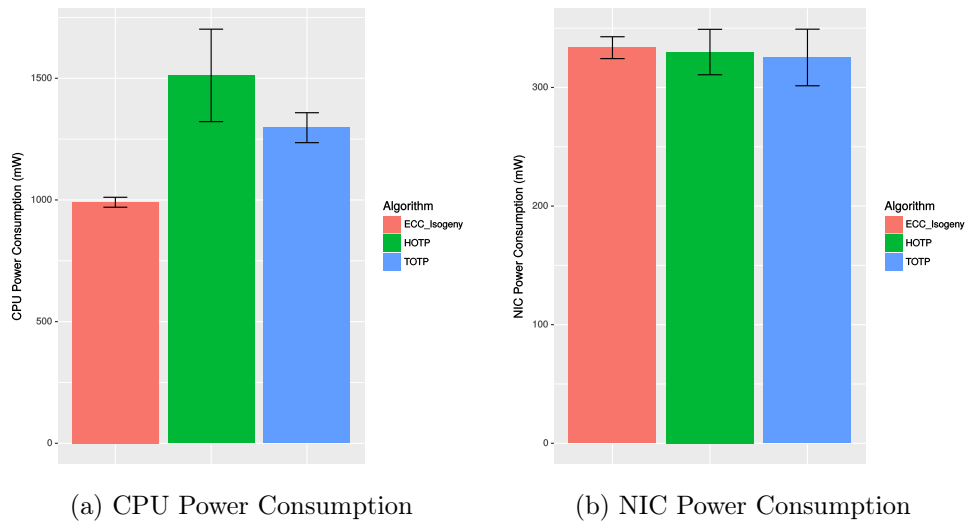 CPU Power Consumption (mW)
1500
1000
500
0
Algorithm
ECC_Isogeny
HOTP
TOTP
(a) CPU Power Consumption
NIC Power Consumption (mW)
300
200
100
0
Algorithm
ECC_Isogeny
HOTP
TOTP
(b) NIC Power Consumption